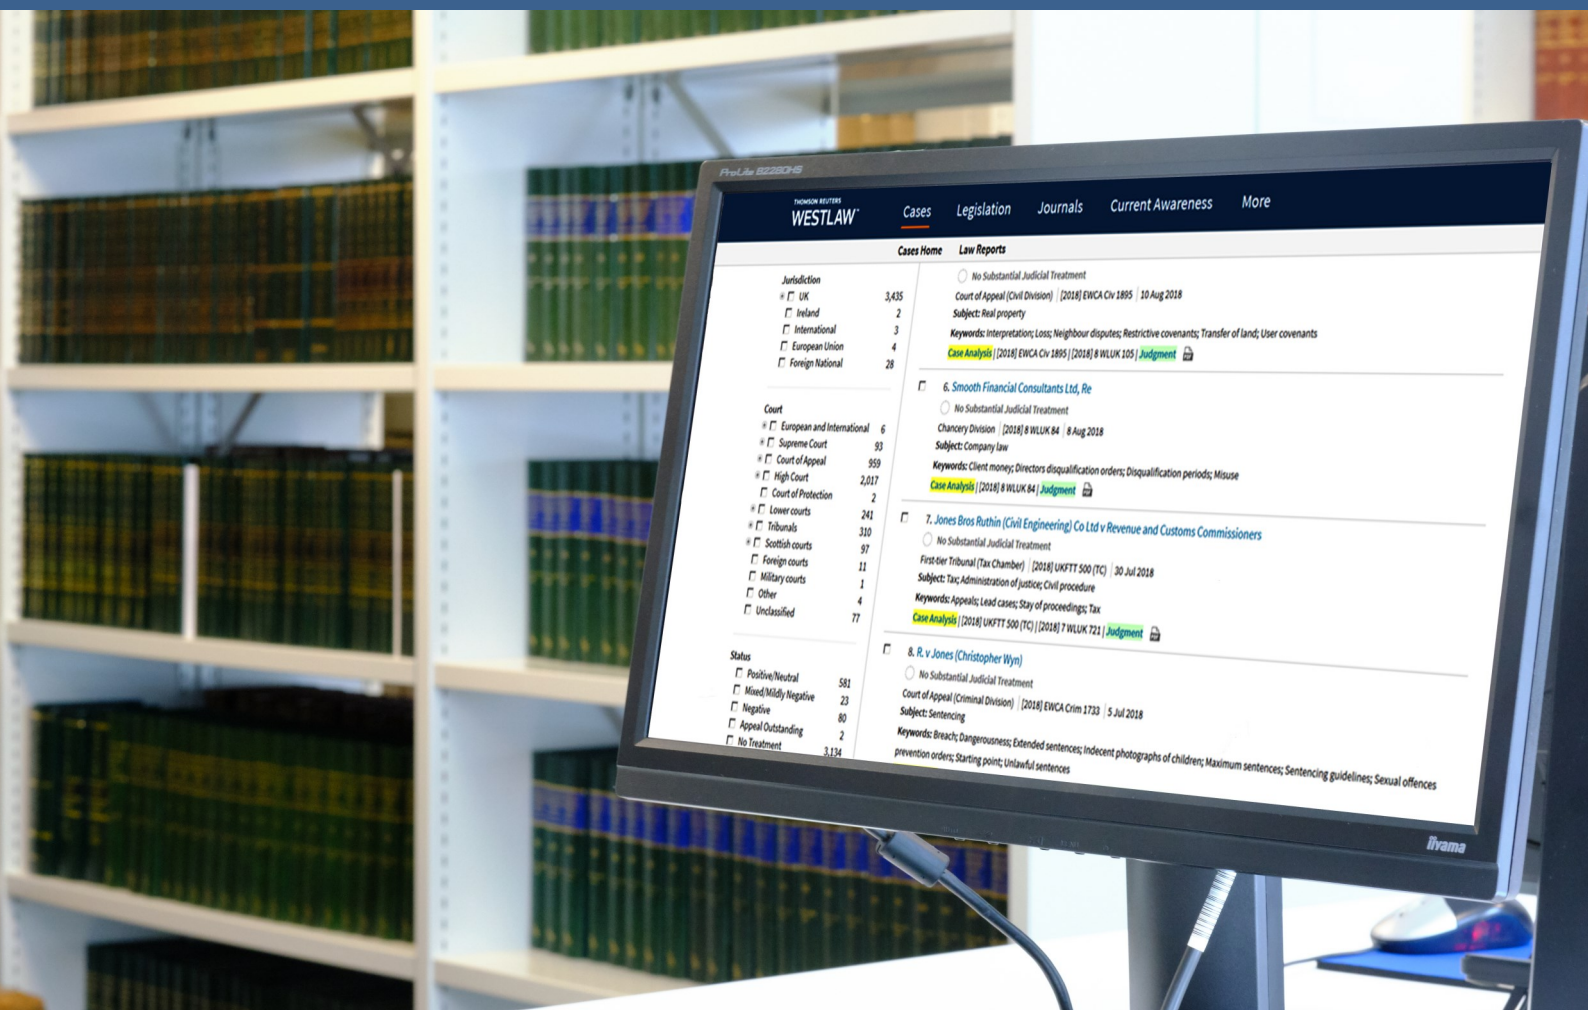 ProLite B2280HS
THOMSON REUTERS
WESTLAW™
Cases Legislation Journals Current Awareness More
Cases Home Law Reports
Jurisdiction
UK 3,435
Ireland 2
International 3
European Union 4
Foreign National 28
Court
European and International 6
Supreme Court 93
Court of Appeal 959
High Court 2,017
Court of Protection 2
Lower courts 241
Tribunals 310
Scottish courts 97
Foreign courts 11
Military courts 1
Other 4
Unclassified 77
Status
Positive/Neutral 581
Mixed/Mildly Negative 23
Negative 80
Appeal Outstanding 2
No Treatment 3,134
No Substantial Judicial Treatment
Court of Appeal (Civil Division) | [2018] EWCA Civ 1895 | 10 Aug 2018
Subject: Real property
Keywords: Interpretation; Loss; Neighbour disputes; Restrictive covenants; Transfer of land; User covenants
Case Analysis | [2018] EWCA Civ 1895 | [2018] 8 WLUK 105 | Judgment
6. Smooth Financial Consultants Ltd, Re
No Substantial Judicial Treatment
Chancery Division | [2018] 8 WLUK 84 | 8 Aug 2018
Subject: Company law
Keywords: Client money; Directors disqualification orders; Disqualification periods; Misuse
Case Analysis | [2018] 8 WLUK 84 | Judgment
7. Jones Bros Ruthin (Civil Engineering) Co Ltd v Revenue and Customs Commissioners
No Substantial Judicial Treatment
First-tier Tribunal (Tax Chamber) | [2018] UKFTT 500 (TC) | 30 Jul 2018
Subject: Tax; Administration of justice; Civil procedure
Keywords: Appeals; Lead cases; Stay of proceedings; Tax
Case Analysis | [2018] UKFTT 500 (TC) | [2018] 7 WLUK 721 | Judgment
8. R. v Jones (Christopher Wyn)
No Substantial Judicial Treatment
Court of Appeal (Criminal Division) | [2018] EWCA Crim 1733 | 5 Jul 2018
Subject: Sentencing
Keywords: Breach; Dangerousness; Extended sentences; Indecent photographs of children; Maximum sentences; Sentencing guidelines; Sexual offences
prevention orders; Starting point; Unlawful sentences
iiyama